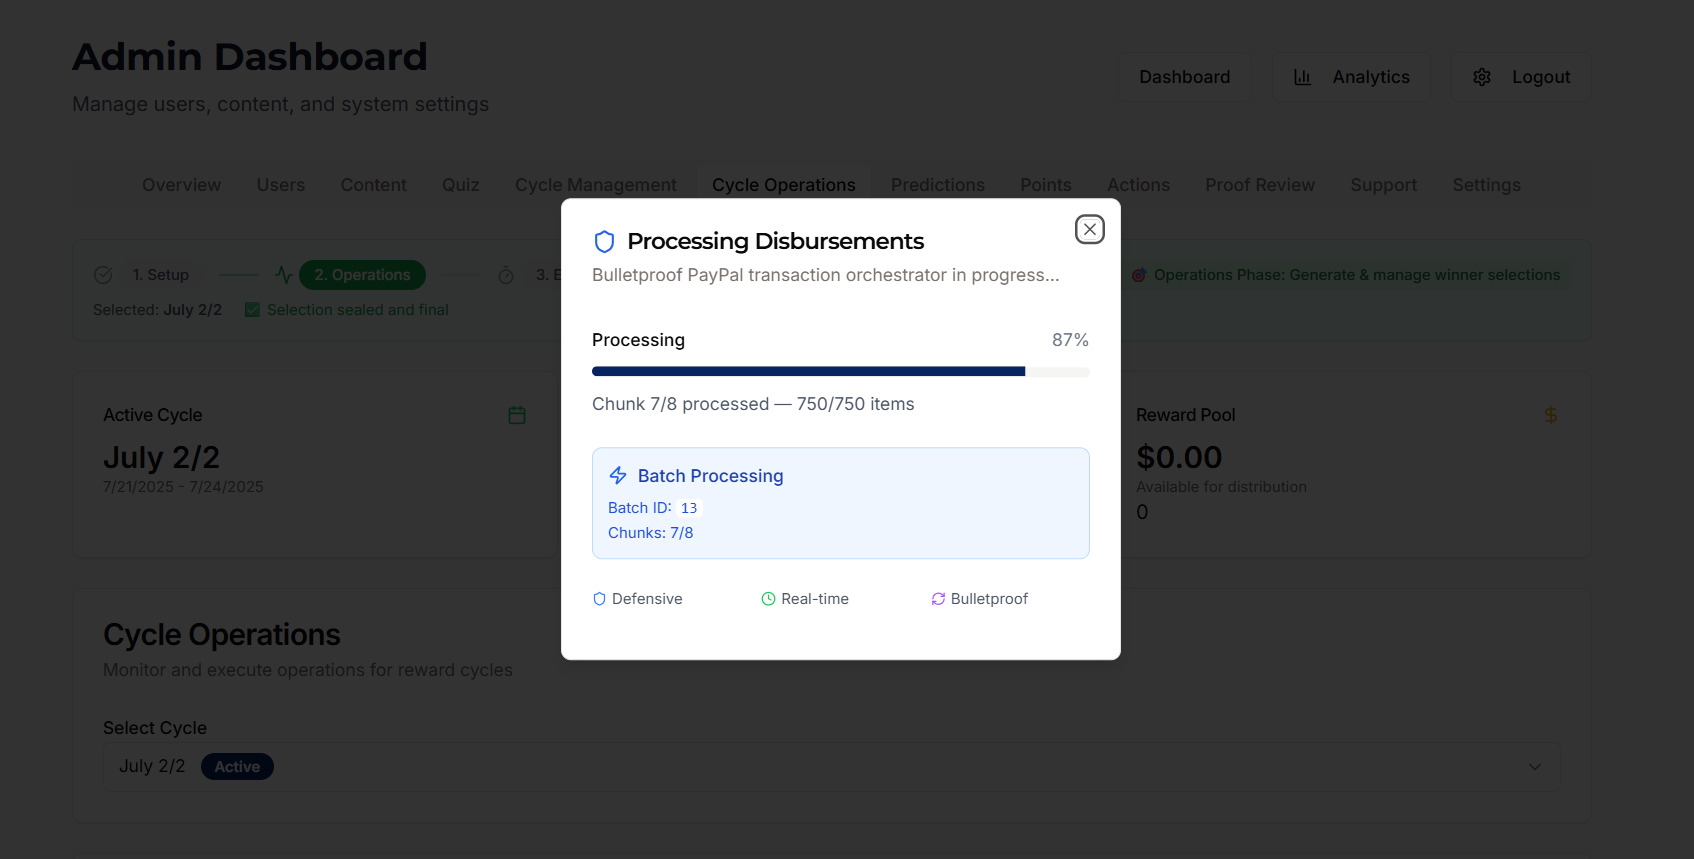 Admin Dashboard
Manage users, content, and system settings
Dashboard
Analytics
Logout
Overview Users Content Quiz Cycle Management Cycle Operations Predictions Points Actions Proof Review Support Settings
1. Setup
2. Operations
3. E
Operations Phase: Generate & manage winner selections
Selected: July 2/2
Selection sealed and final
Active Cycle
July 2/2
7/21/2025 - 7/24/2025
Processing Disbursements
Bulletproof PayPal transaction orchestrator in progress...
Processing 87%
Chunk 7/8 processed — 750/750 items
Batch Processing
Batch ID: 13
Chunks: 7/8
Defensive
Real-time
Bulletproof
Reward Pool
$0.00
Available for distribution
0
Cycle Operations
Monitor and execute operations for reward cycles
Select Cycle
July 2/2 Active